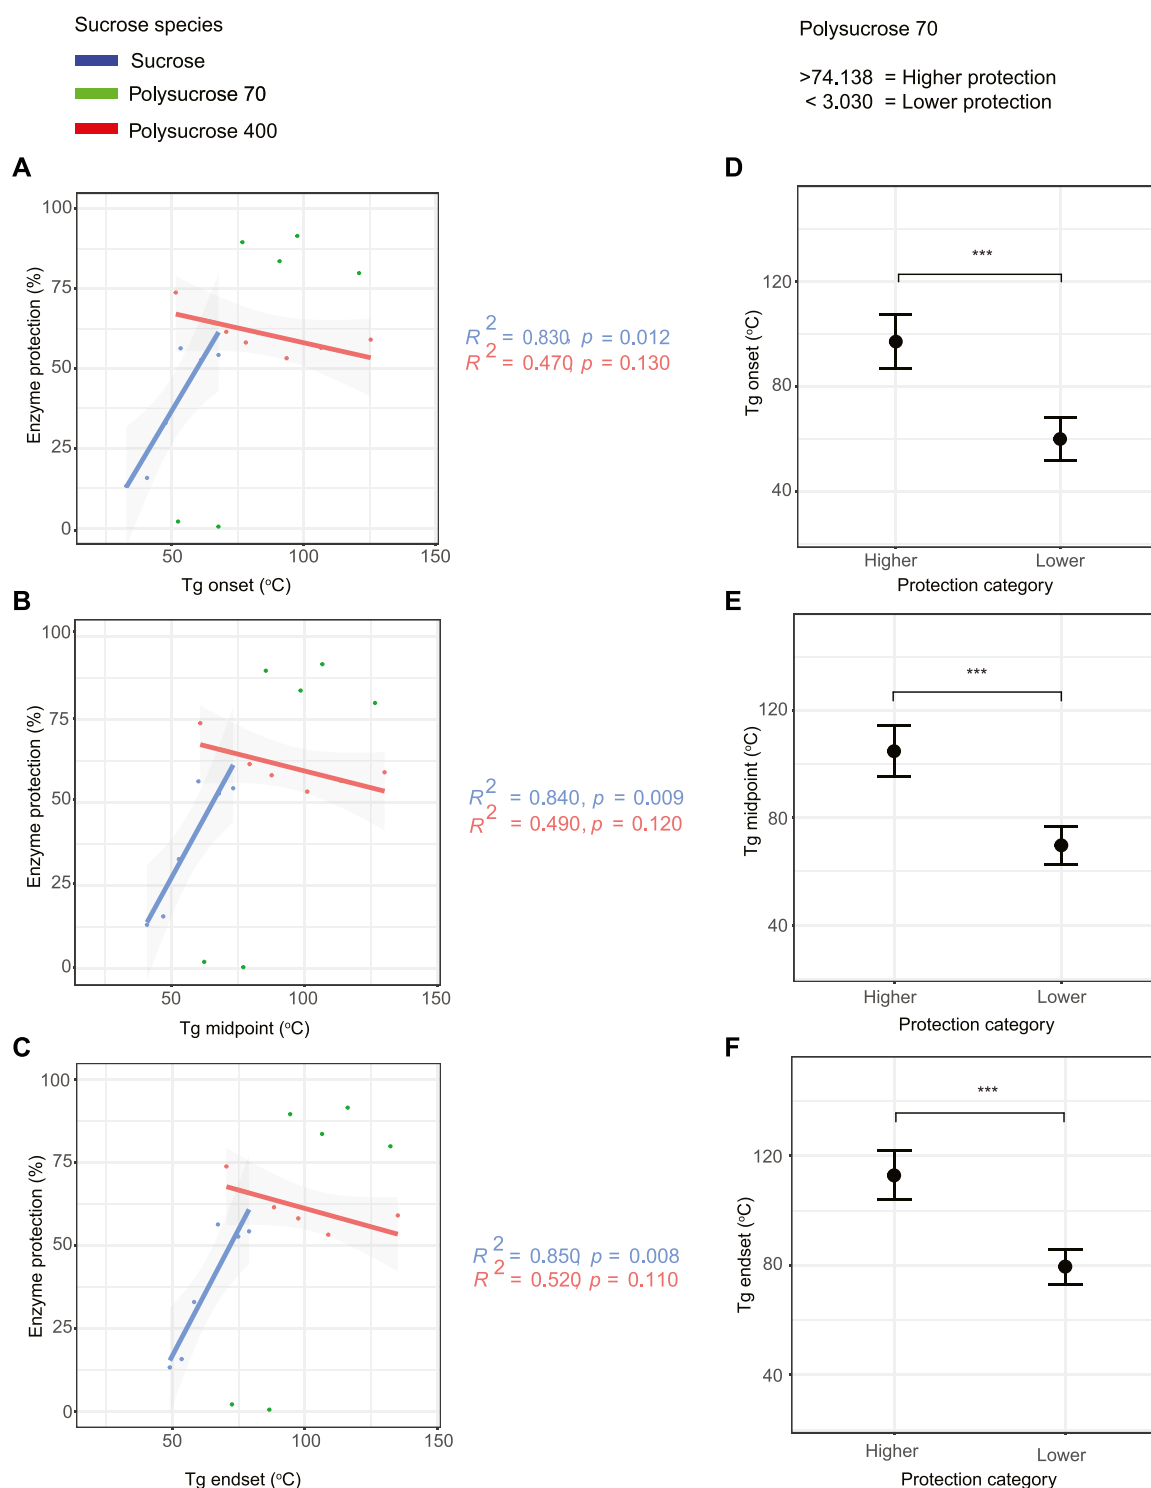 Sucrose species
Sucrose
Polysucrose 70
Polysucrose 400
Polysucrose 70
>74.138 = Higher protection
< 3.030 = Lower protection
A
Enzyme protection (%)
100
75
50
25
0
50
100
150
Tg onset (°C)
R² = 0.830, p = 0.012
R² = 0.470, p = 0.130
D
Tg onset (°C)
120
80
40
***
Higher
Lower
Protection category
B
Enzyme protection (%)
100
75
50
25
0
50
100
150
Tg midpoint (°C)
R² = 0.840, p = 0.009
R² = 0.490, p = 0.120
E
Tg midpoint (°C)
120
80
40
***
Higher
Lower
Protection category
C
Enzyme protection (%)
100
75
50
25
0
50
100
150
Tg endset (°C)
R² = 0.850, p = 0.008
R² = 0.520, p = 0.110
F
Tg endset (°C)
120
80
40
***
Higher
Lower
Protection category